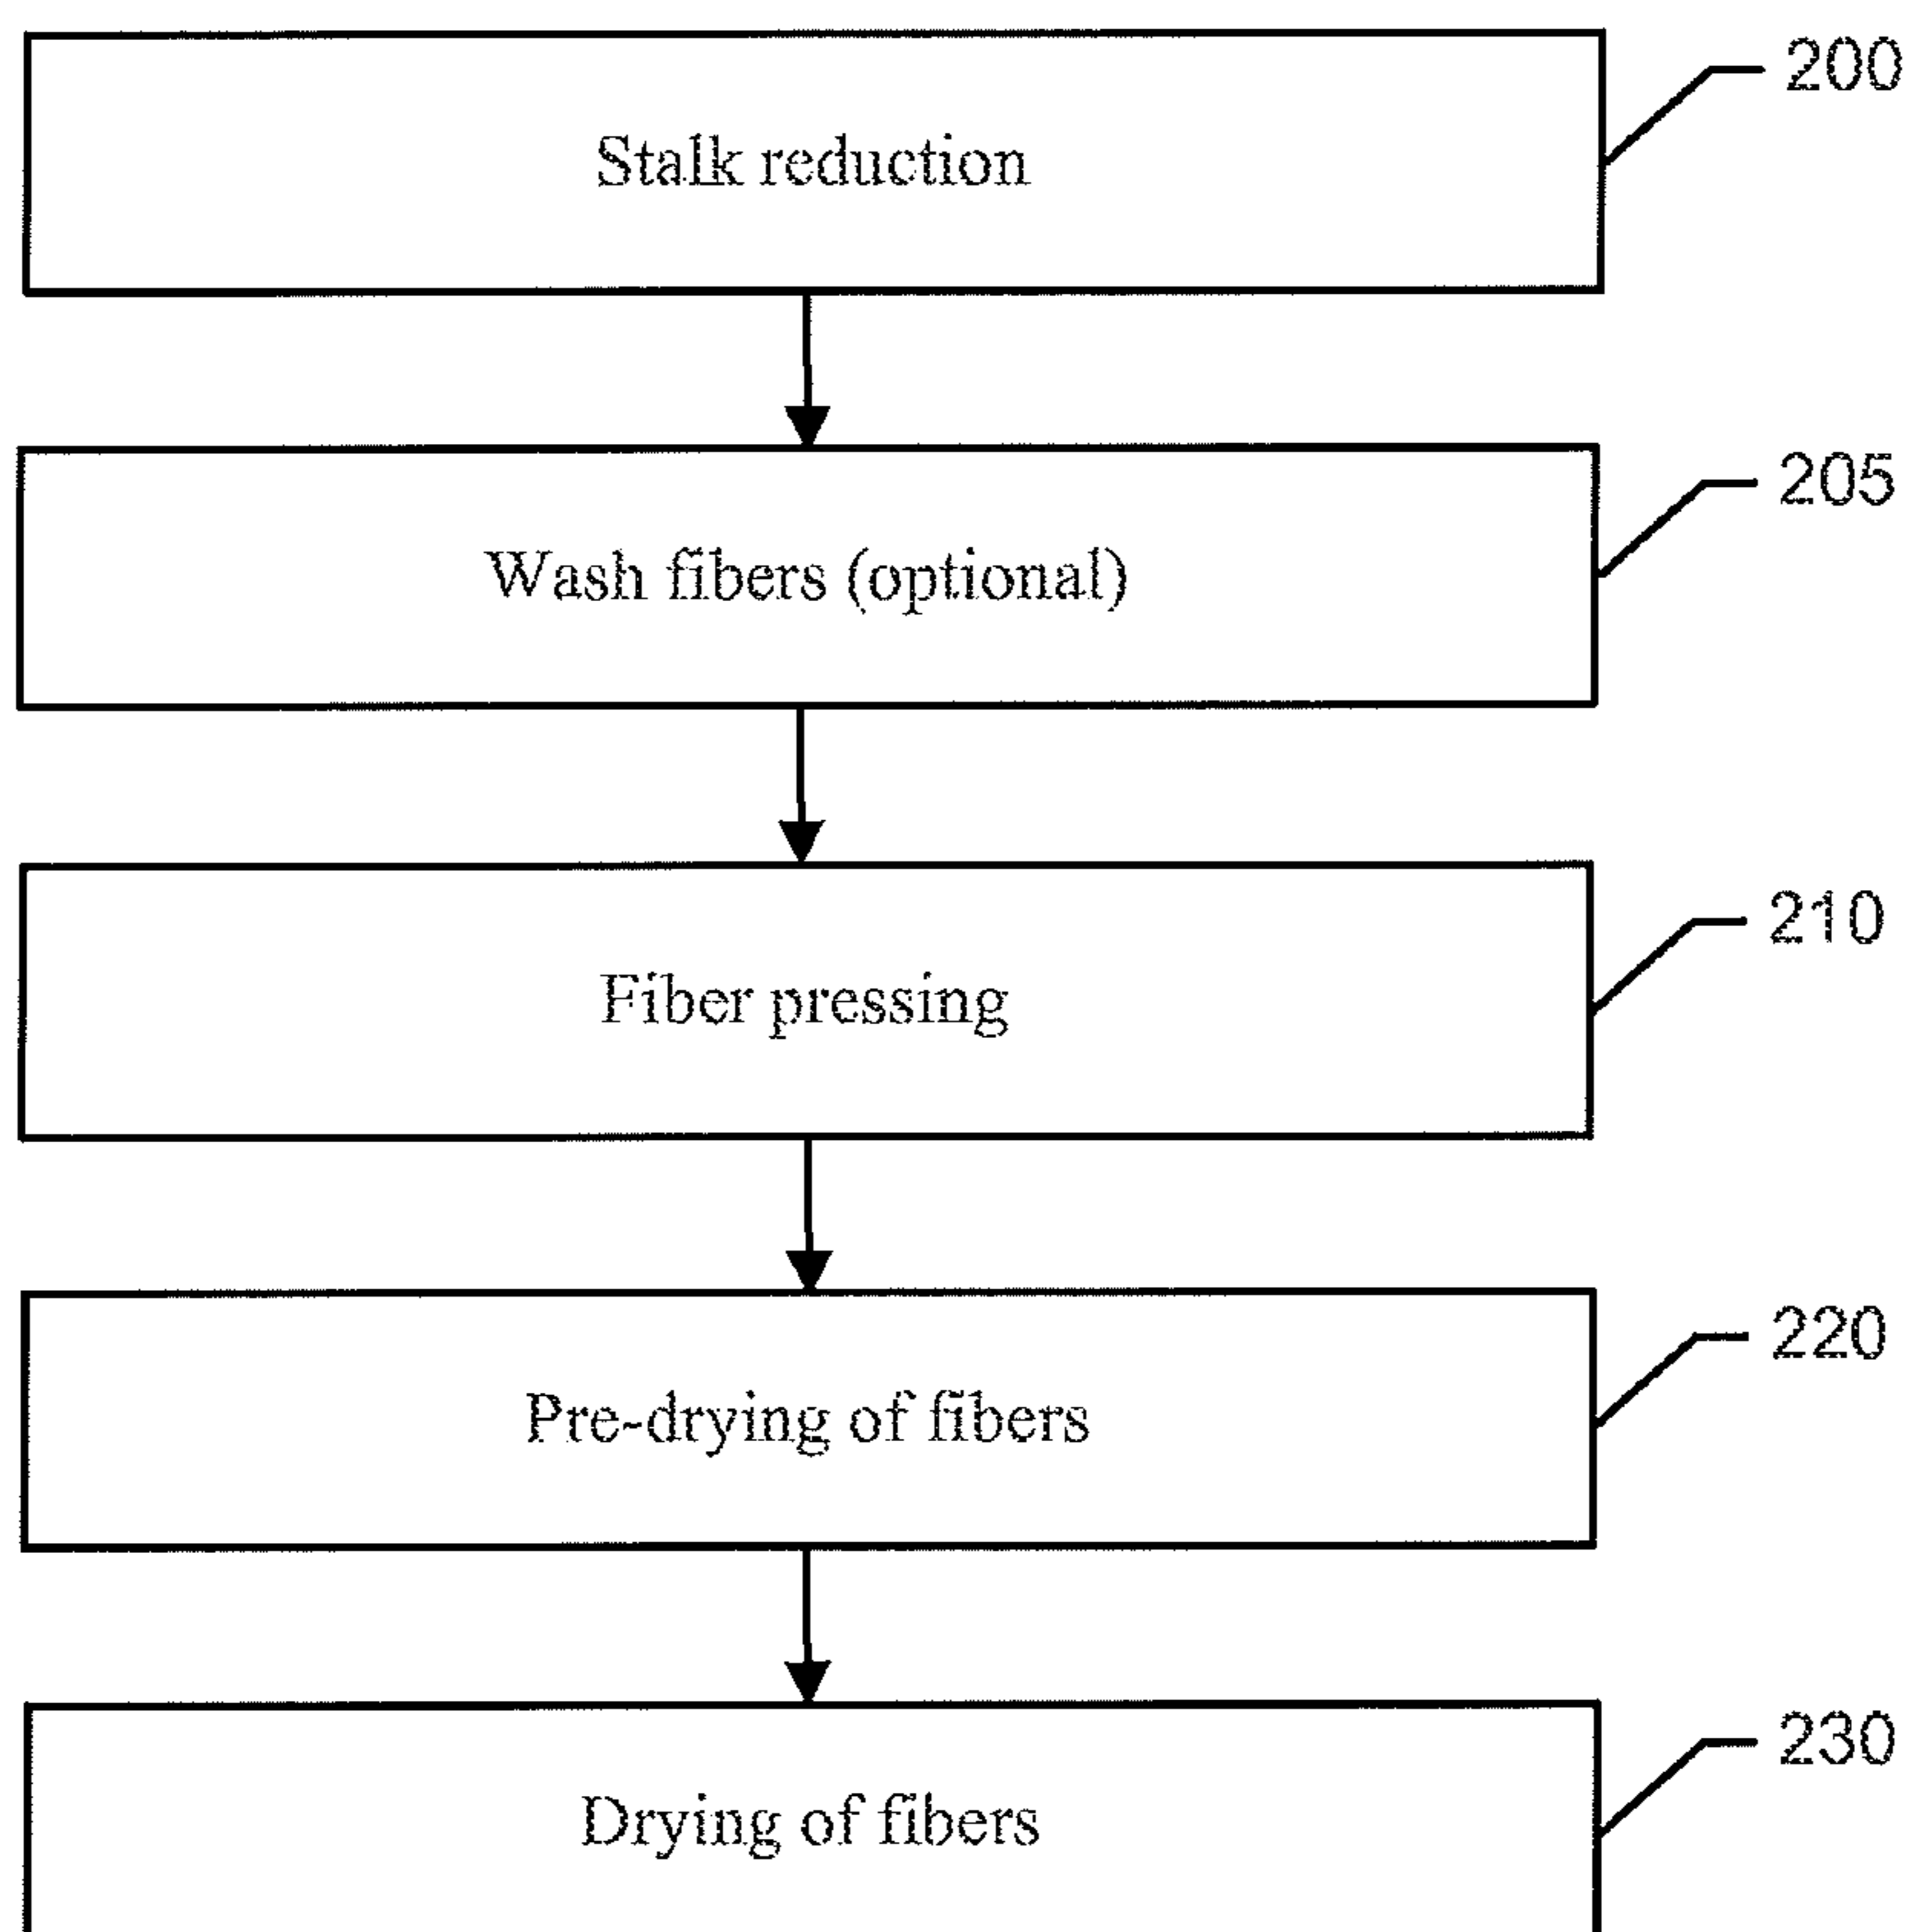 200
Stalk reduction
205
Wash fibers (optional)
210
Fiber pressing
220
Pre-drying of fibers
230
Drying of fibers